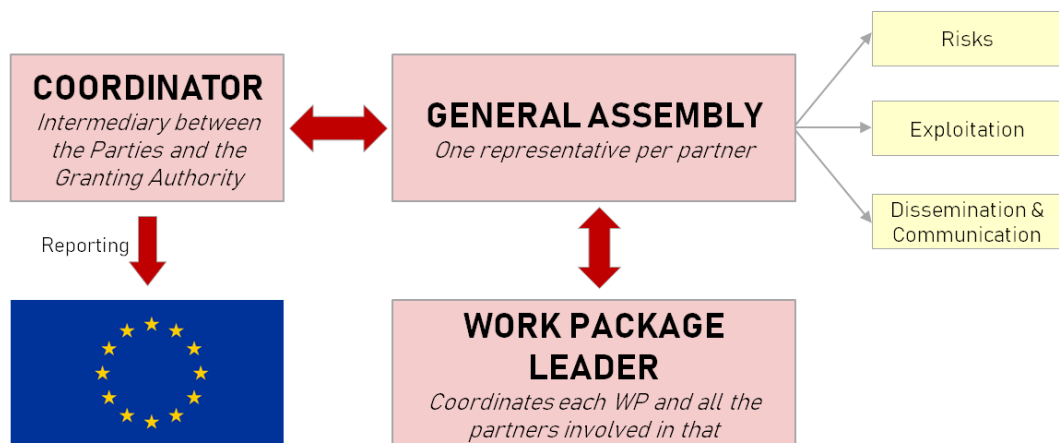 COORDINATOR
Intermediary between
the Parties and the
Granting Authority
GENERAL ASSEMBLY
One representative per partner
Risks
Exploitation
Dissemination &
Communication
Reporting
WORK PACKAGE
LEADER
Coordinates each WP and all the
partners involved in that